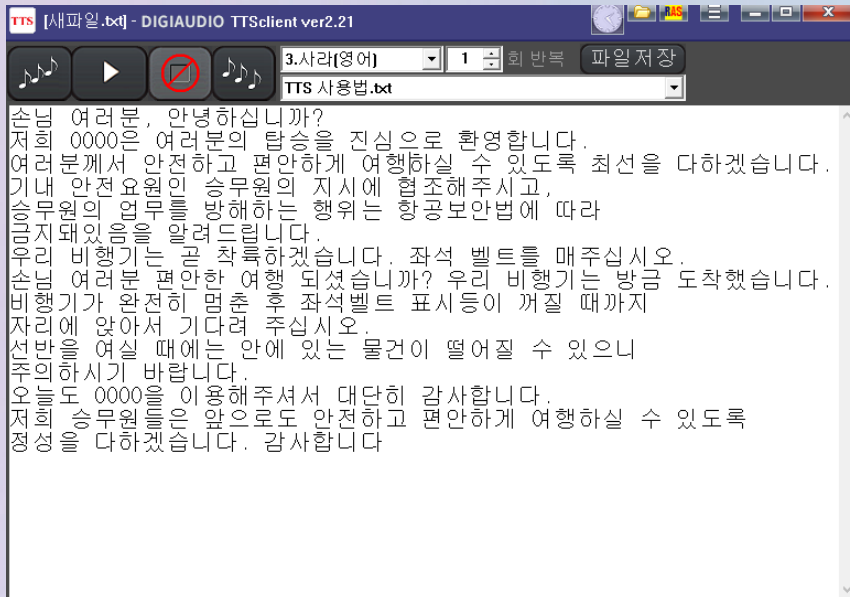 TTS [새파일.txt] - DIGIAUDIO TTSclient ver2.21 RAS
3.사라(영어) 1 회 반복 파일저장
TTS 사용법.txt
손님 여러분, 안녕하십니까?
저희 0000은 여러분의 탑승을 진심으로 환영합니다.
여러분께서 안전하고 편안하게 여행하실 수 있도록 최선을 다하겠습니다.
기내 안전요원인 승무원의 지시에 협조해주시고,
승무원의 업무를 방해하는 행위는 항공보안법에 따라
금지돼있음을 알려드립니다.
우리 비행기는 곧 착륙하겠습니다. 좌석 벨트를 매주십시오.
손님 여러분 편안한 여행 되셨습니까? 우리 비행기는 방금 도착했습니다.
비행기가 완전히 멈춘 후 좌석벨트 표시등이 꺼질 때까지
자리에 앉아서 기다려 주십시오.
선반을 여실 때에는 안에 있는 물건이 떨어질 수 있으니
주의하시기 바랍니다.
오늘도 0000을 이용해주셔서 대단히 감사합니다.
저희 승무원들은 앞으로도 안전하고 편안하게 여행하실 수 있도록
정성을 다하겠습니다. 감사합니다